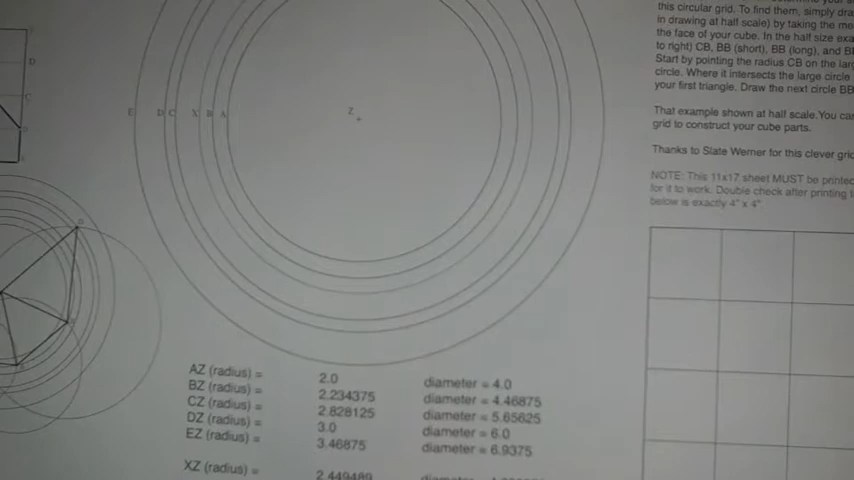 this circular grid. To find them, simply dra
in drawing at half scale) by taking the me
the face of your cube. In the half size exa
to right) CB, BB (short), BB (long), and B
Start by pointing the radius CB on the larg
circle. Where it intersects the large circle
your first triangle. Draw the next circle BB
That example shown at half scale.You can
grid to construct your cube parts.
Thanks to Slate Werner for this clever grid
NOTE: This 11x17 sheet MUST be printed
for it to work. Double check after printing t
below is exactly 4" x 4".
D
C
E D C X B A
Z
AZ (radius) = 2.0 diameter = 4.0
BZ (radius) = 2.234375 diameter = 4.46875
CZ (radius) = 2.828125 diameter = 5.65625
DZ (radius) = 3.0 diameter = 6.0
EZ (radius) = 3.46875 diameter = 6.9375
XZ (radius) = 2.449489